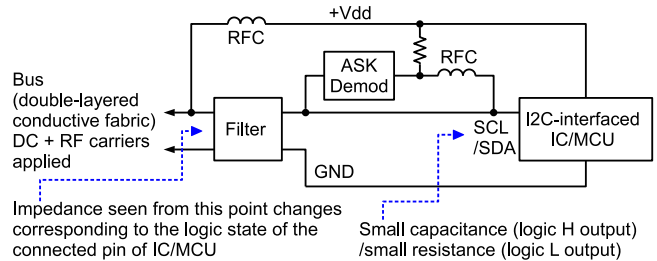 +Vdd
RFC
RFC
ASK
Demod
Bus
(double-layered
conductive fabric)
DC + RF carriers
applied
Filter
SCL
/SDA
I2C-interfaced
IC/MCU
GND
Impedance seen from this point changes
corresponding to the logic state of the
connected pin of IC/MCU
Small capacitance (logic H output)
/small resistance (logic L output)